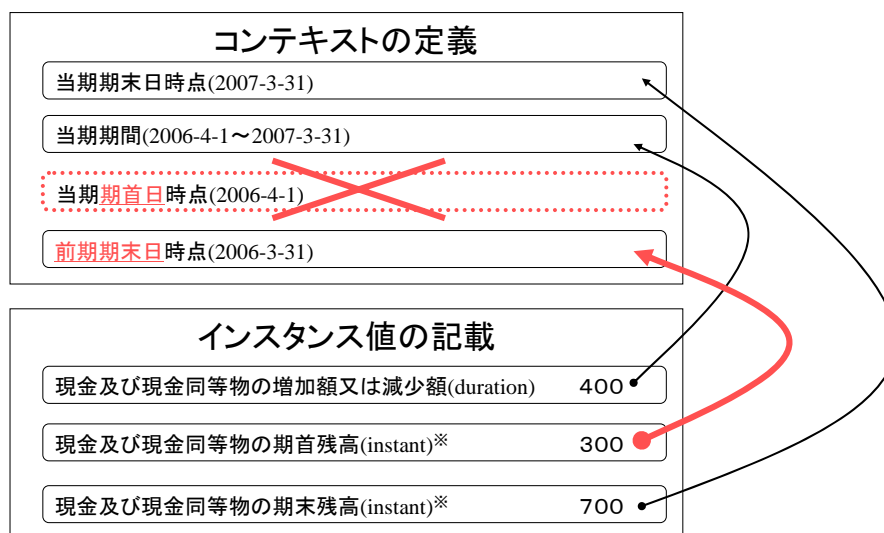 コンテキストの定義
当期期末日時点(2007-3-31)
当期期間(2006-4-1～2007-3-31)
当期期首日時点(2006-4-1)
前期期末日時点(2006-3-31)
インスタンス値の記載
現金及び現金同等物の増加額又は減少額(duration) 400
現金及び現金同等物の期首残高(instant)※ 300
現金及び現金同等物の期末残高(instant)※ 700